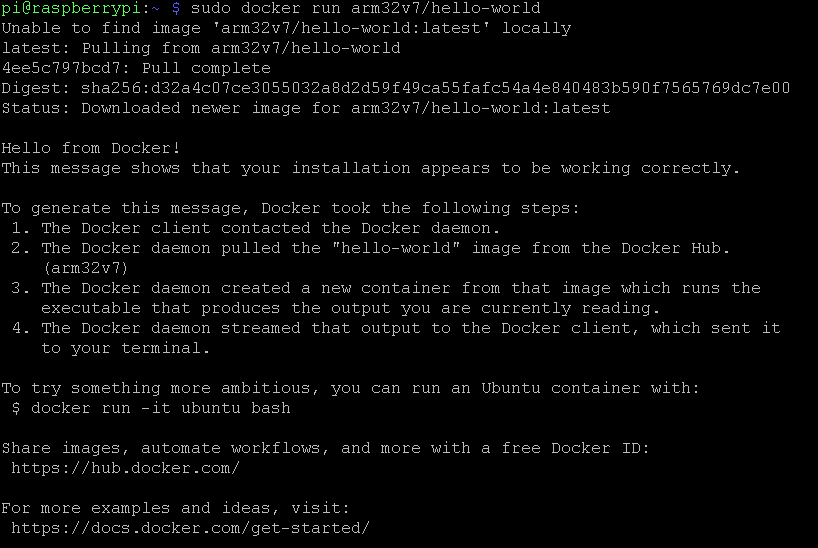 pi@raspberrypi:~ $ sudo docker run arm32v7/hello-world
Unable to find image 'arm32v7/hello-world:latest' locally
latest: Pulling from arm32v7/hello-world
4ee5c797bcd7: Pull complete
Digest: sha256:d32a4c07ce3055032a8d2d59f49ca55fafc54a4e840483b590f7565769dc7e00
Status: Downloaded newer image for arm32v7/hello-world:latest

Hello from Docker!
This message shows that your installation appears to be working correctly.

To generate this message, Docker took the following steps:
 1. The Docker client contacted the Docker daemon.
 2. The Docker daemon pulled the "hello-world" image from the Docker Hub.
    (arm32v7)
 3. The Docker daemon created a new container from that image which runs the
    executable that produces the output you are currently reading.
 4. The Docker daemon streamed that output to the Docker client, which sent it
    to your terminal.

To try something more ambitious, you can run an Ubuntu container with:
 $ docker run -it ubuntu bash

Share images, automate workflows, and more with a free Docker ID:
 https://hub.docker.com/

For more examples and ideas, visit:
 https://docs.docker.com/get-started/